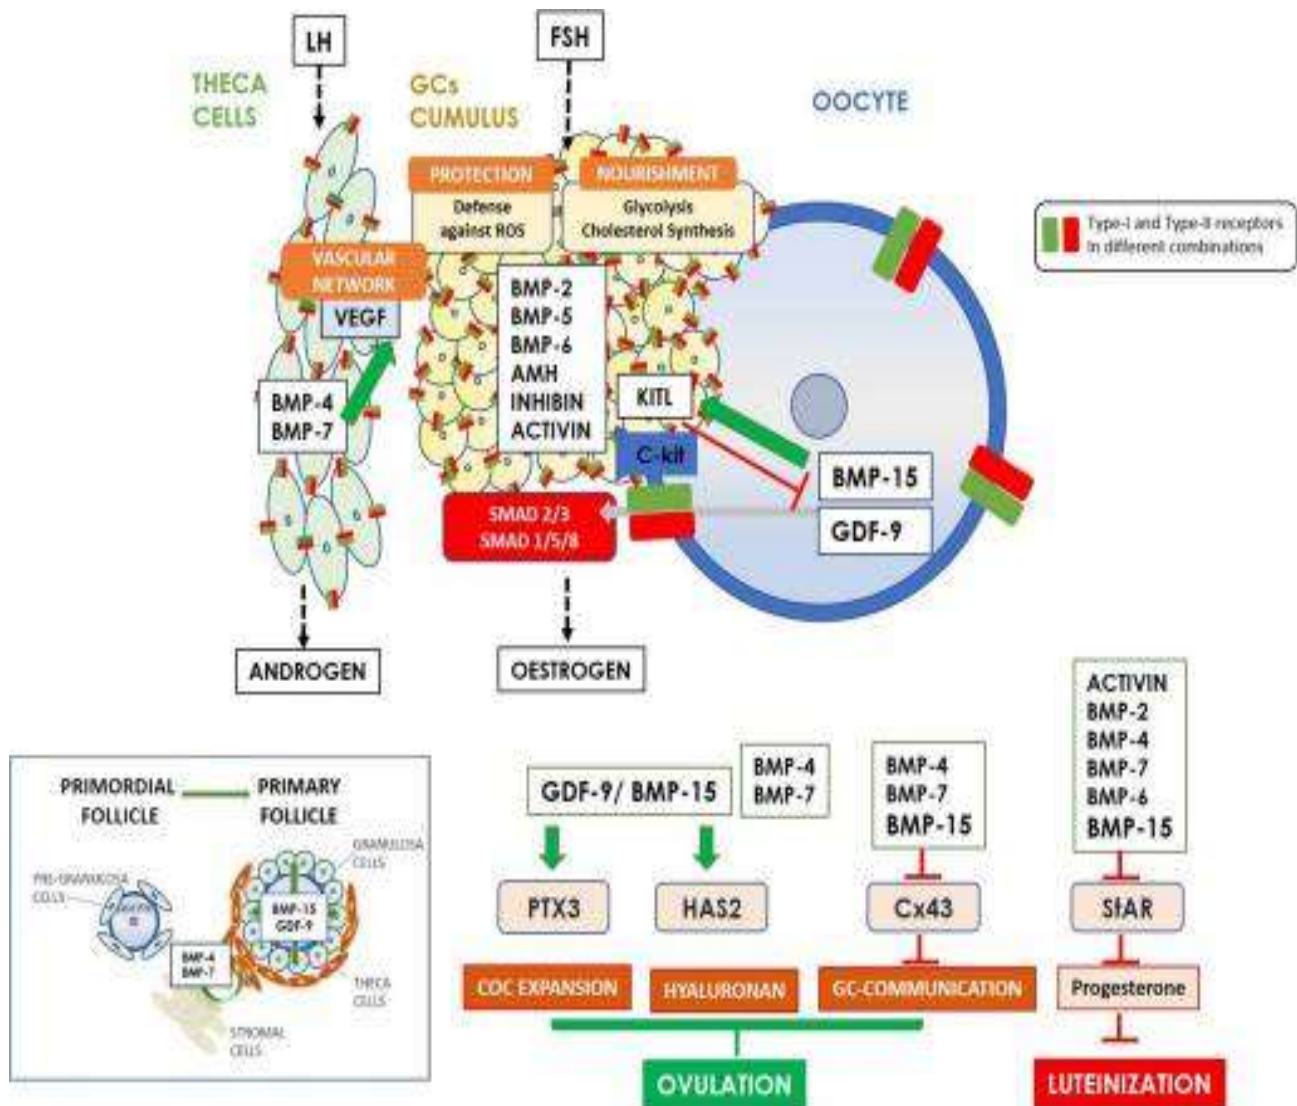 LH
FSH
THECA
CELLS
GCs
CUMULUS
OOCYTE
PROTECTION
Defense
against ROS
NOURISHMENT
Glycolysis
Cholesterol Synthesis
Type-I and Type-II receptors
In different combinations
VASCULAR
NETWORK
VEGF
BMP-4
BMP-7
BMP-2
BMP-5
BMP-6
AMH
INHIBIN
ACTIVIN
KITL
C-kit
BMP-15
GDF-9
SMAD 2/3
SMAD 1/5/8
ANDROGEN
OESTROGEN
PRIMORDIAL
FOLLICLE
PRIMARY
FOLLICLE
GRANULOSA
CELLS
PRE-GRANULOSA
CELLS
BMP-15
GDF-9
BMP-4
BMP-7
THECA
CELLS
STROMAL
CELLS
GDF-9/ BMP-15
BMP-4
BMP-7
PTX3
HAS2
BMP-4
BMP-7
BMP-15
Cx43
ACTIVIN
BMP-2
BMP-4
BMP-7
BMP-6
BMP-15
StAR
COC EXPANSION
HYALURONAN
GC-COMMUNICATION
Progesterone
OVULATION
LUTEINIZATION